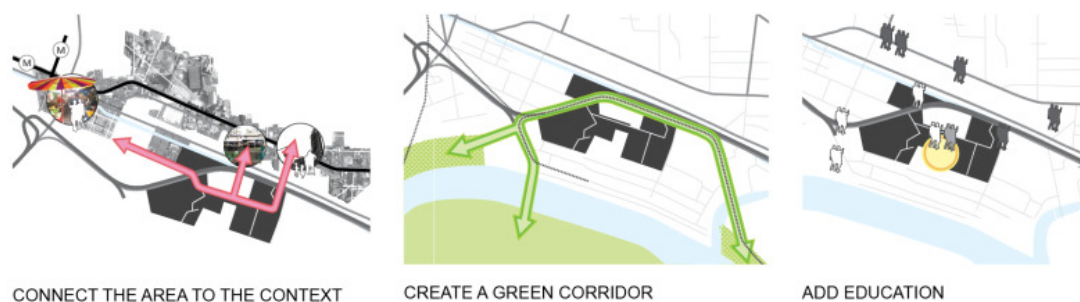 M
M
CONNECT THE AREA TO THE CONTEXT
CREATE A GREEN CORRIDOR
ADD EDUCATION